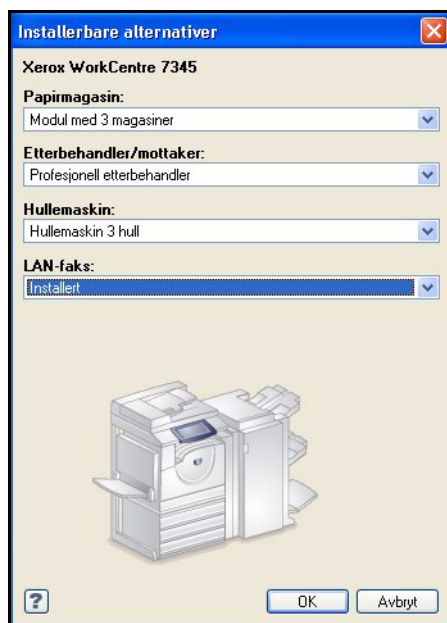 Installerbare alternativer
Xerox WorkCentre 7345
Papirmagasin:
Modul med 3 magasiner
Etterbehandler/mottaker:
Profesjonell etterbehandler
Hullemaskin:
Hullemaskin 3 hull
LAN-faks:
Installert
?
OK Avbryt